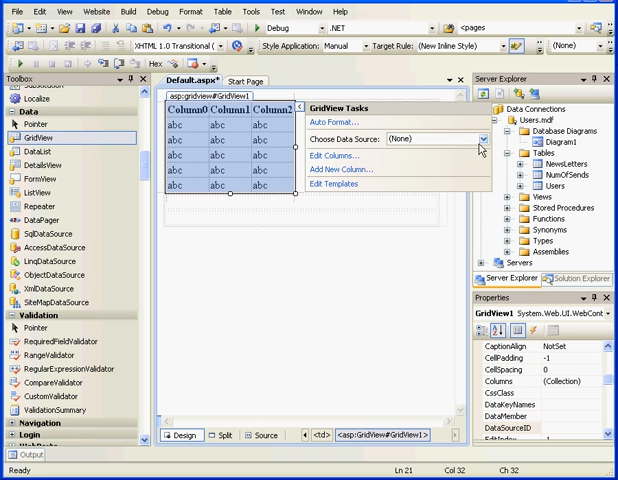 File Edit View Website Build Debug Format Table Tools Test Window Help
Debug .NET <pages
XHTML 1.0 Transitional ( Style Application: Manual Target Rule: (New Inline Style) (None)
Hex
Toolbox
Substitution
Localize
Data
Pointer
GridView
DataList
DetailsView
FormView
ListView
Repeater
DataPager
SqlDataSource
AccessDataSource
LinqDataSource
ObjectDataSource
XmlDataSource
SiteMapDataSource
Validation
Pointer
RequiredFieldValidator
RangeValidator
RegularExpressionValidator
CompareValidator
CustomValidator
ValidationSummary
Navigation
Login
Output
Default.aspx* Start Page
asp:gridview#GridView1
Column0 Column1 Column2
abc abc abc
abc abc abc
abc abc abc
abc abc abc
abc abc abc
GridView Tasks
Auto Format...
Choose Data Source: (None)
Edit Columns...
Add New Column...
Edit Templates
Design Split Source <td> <asp:GridView#GridView1>
Server Explorer
Data Connections
Users.mdf
Database Diagrams
Diagram1
Tables
NewsLetters
NumOfSends
Users
Views
Stored Procedures
Functions
Synonyms
Types
Assemblies
Servers
Server Explorer Solution Explorer
Properties
GridView1 System.Web.UI.WebCont
CaptionAlign NotSet
CellPadding -1
CellSpacing 0
Columns (Collection)
CssClass
DataKeyNames
DataMember
DataSourceID
EditIndex -1
Ready Ln 21 Col 32 Ch 32